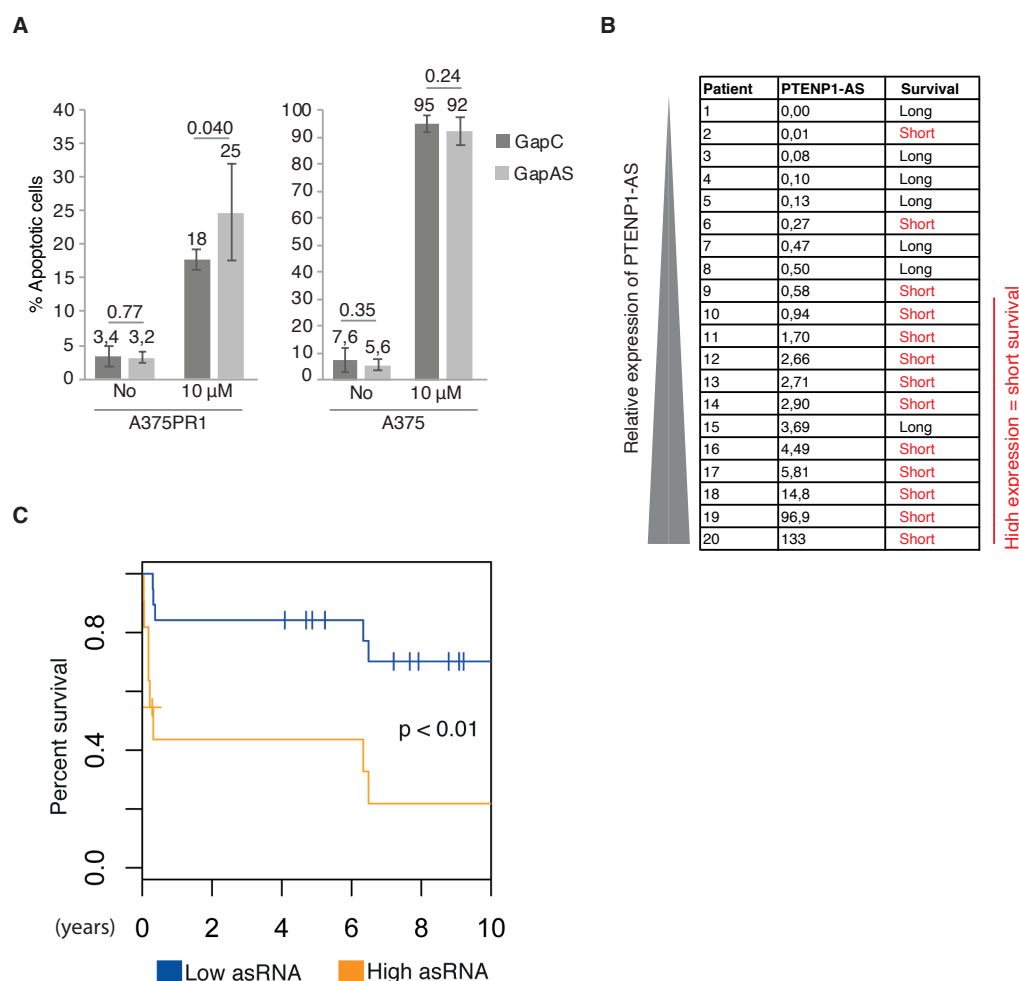 A
40
35
30
25
20
15
10
5
0
% Apoptotic cells
0.77
3,4 3,2
0.040
18
25
No 10 μM
A375PR1
100
90
80
70
60
50
40
30
20
10
0
0.35
7,6 5,6
0.24
95 92
No 10 μM
A375
GapC
GapAS
B
Relative expression of PTENP1-AS
Patient PTENP1-AS Survival
1 0,00 Long
2 0,01 Short
3 0,08 Long
4 0,10 Long
5 0,13 Long
6 0,27 Short
7 0,47 Long
8 0,50 Long
9 0,58 Short
10 0,94 Short
11 1,70 Short
12 2,66 Short
13 2,71 Short
14 2,90 Short
15 3,69 Long
16 4,49 Short
17 5,81 Short
18 14,8 Short
19 96,9 Short
20 133 Short
High expression = short survival
C
Percent survival
0.8
0.4
0.0
p < 0.01
(years) 0 2 4 6 8 10
Low asRNA High asRNA